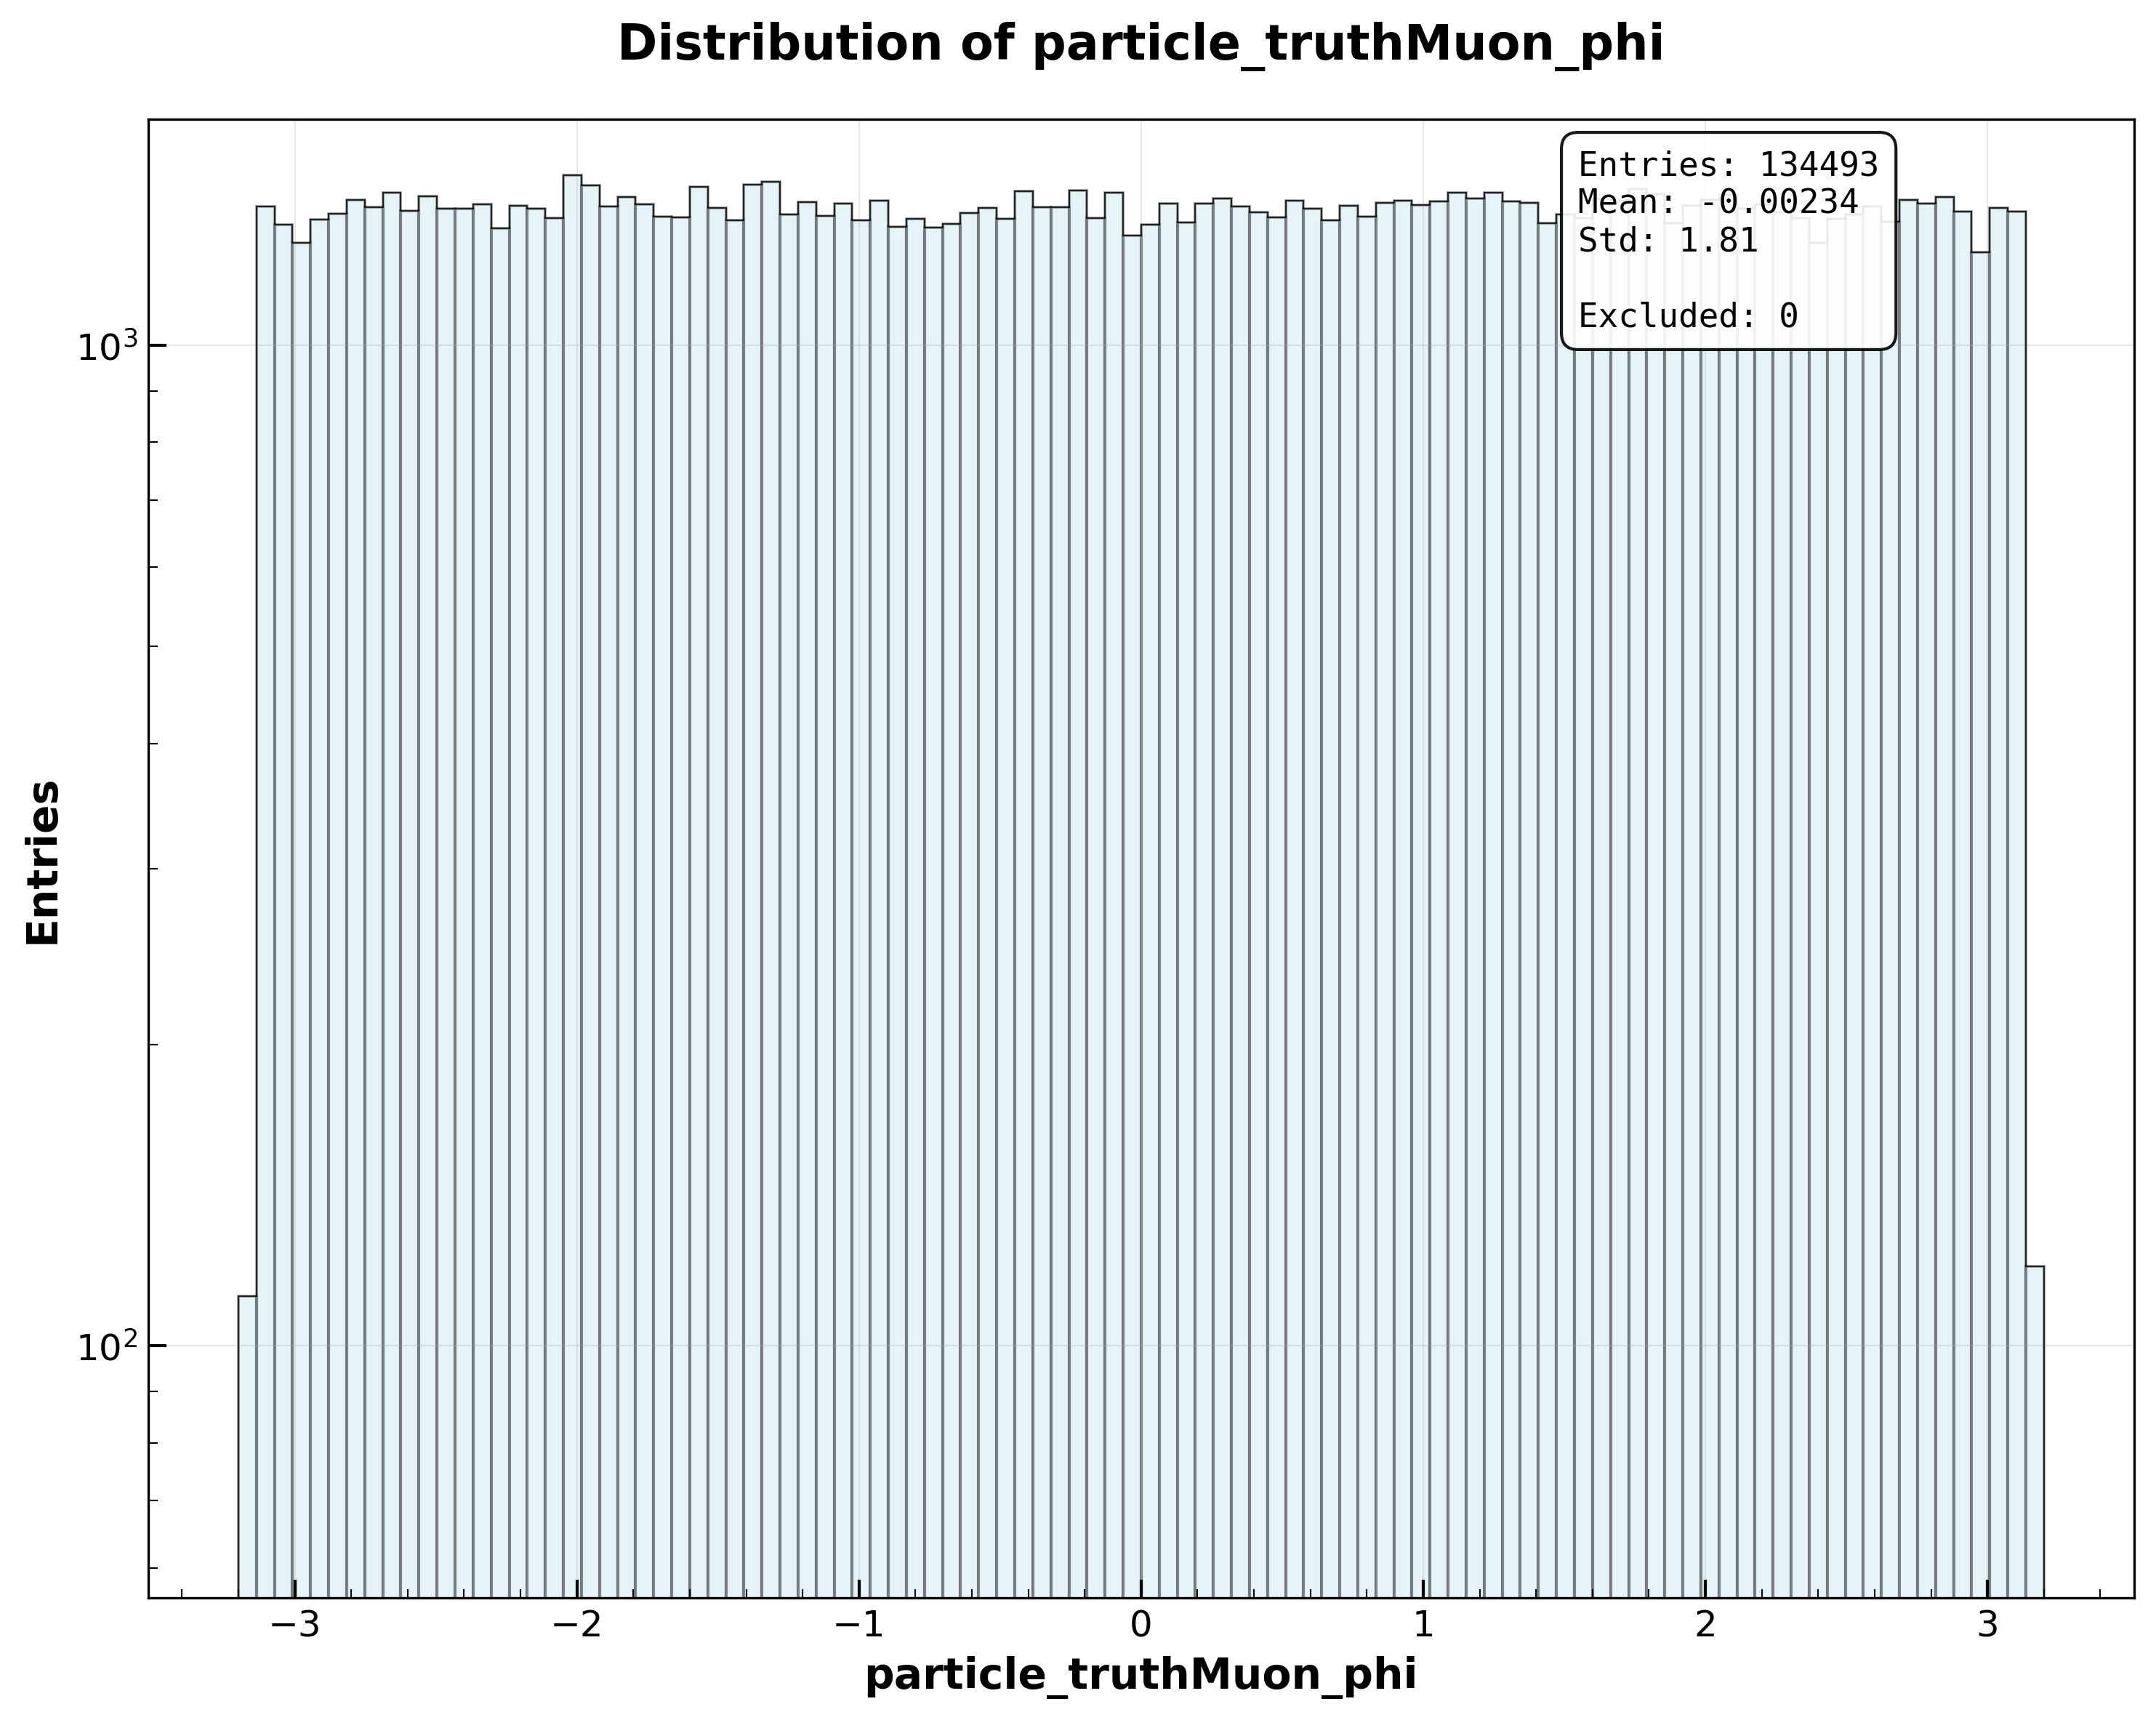 Distribution of particle_truthMuon_phi
Entries: 134493
Mean: -0.00234
Std: 1.81
Excluded: 0
10³
10²
Entries
−3 −2 −1 0 1 2 3
particle_truthMuon_phi